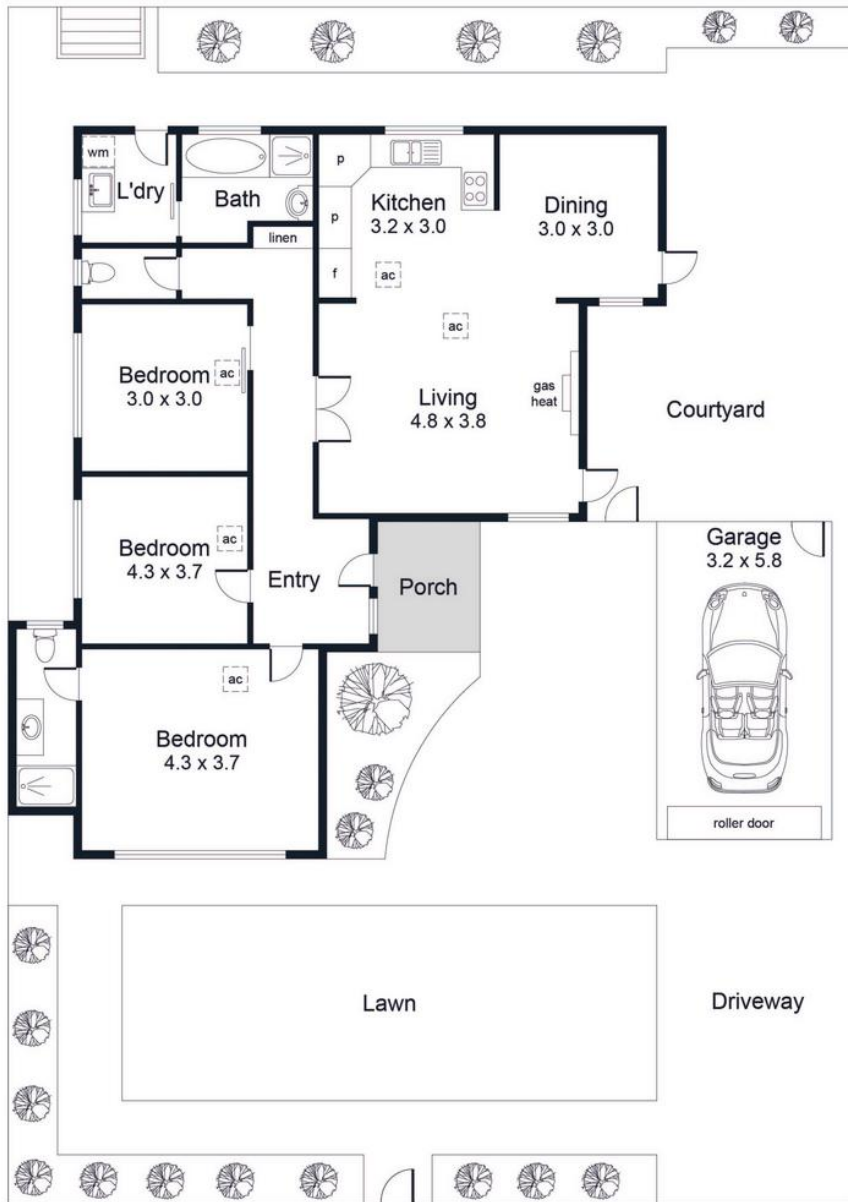 wm
L'dry
Bath
linen
p
p
f
Kitchen
3.2 x 3.0
ac
Dining
3.0 x 3.0
ac
Bedroom
3.0 x 3.0
ac
Living
4.8 x 3.8
gas
heat
Courtyard
Bedroom
4.3 x 3.7
ac
Entry
Porch
Garage
3.2 x 5.8
ac
Bedroom
4.3 x 3.7
roller door
Lawn
Driveway